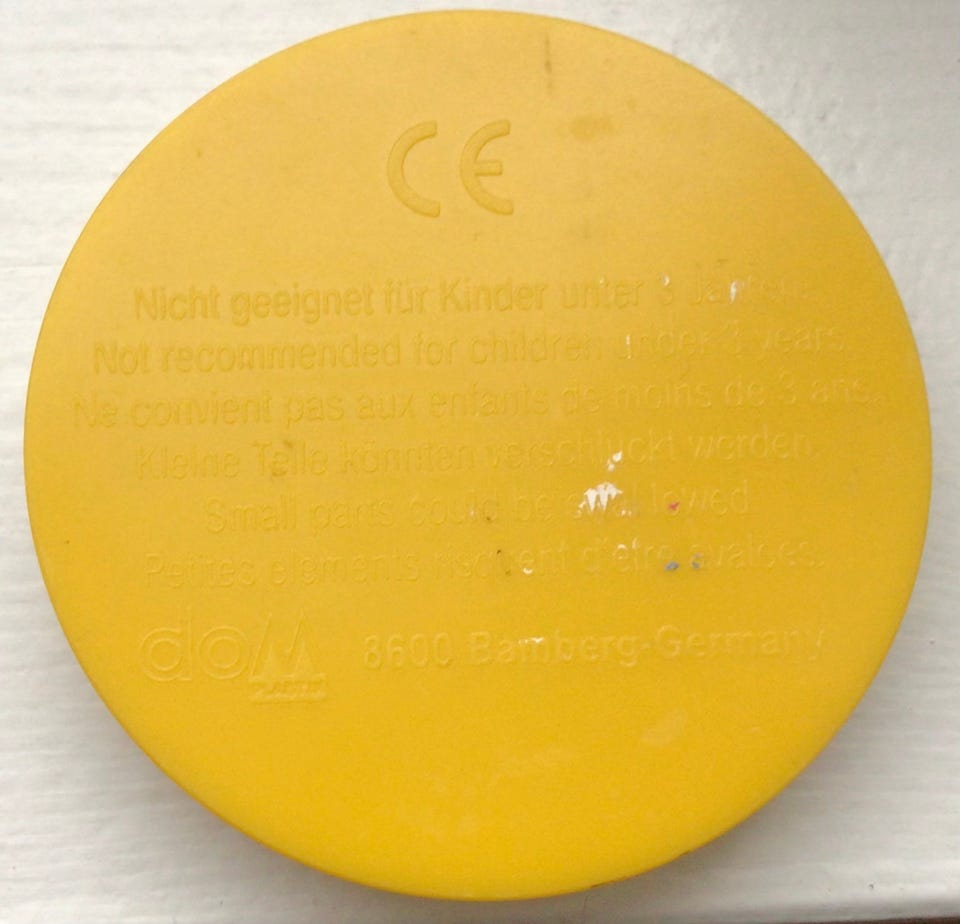 CE
Nicht geeignet für Kinder unter 3 Jahren.
Not recommended for children under 3 years
Ne convient pas aux enfants de moins de 3 ans.
Kleine Teile könnten verschluckt werden.
Small parts could be swallowed
Petites elements risquent d'etre avalées.
dom PLASTIK 8600 Bamberg-Germany